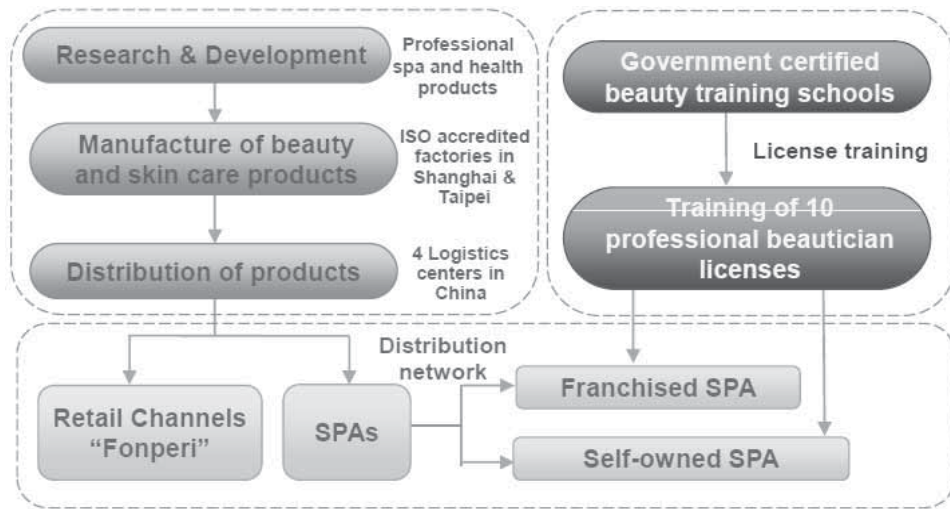 Research & Development
Professional
spa and health
products
Manufacture of beauty
and skin care products
ISO accredited
factories in
Shanghai &
Taipei
Distribution of products
4 Logistics
centers in
China
Government certified
beauty training schools
License training
Training of 10
professional beautician
licenses
Distribution
network
Retail Channels
“Fonperi”
SPAs
Franchised SPA
Self-owned SPA